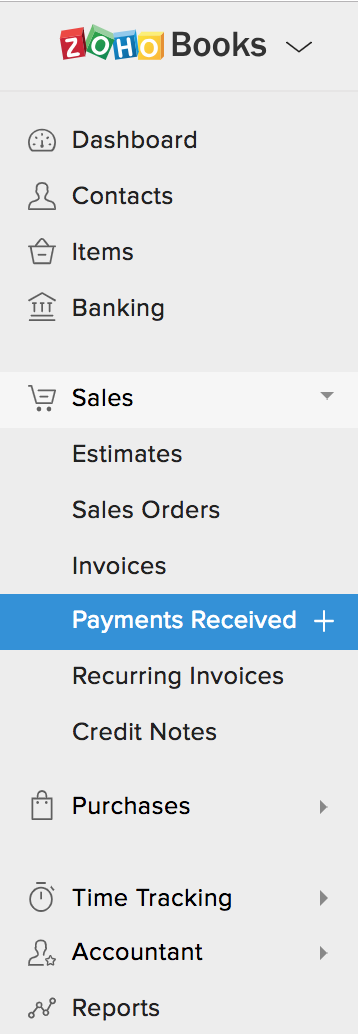 ZOHO Books
Dashboard
Contacts
Items
Banking
Sales
Estimates
Sales Orders
Invoices
Payments Received +
Recurring Invoices
Credit Notes
Purchases
Time Tracking
Accountant
Reports